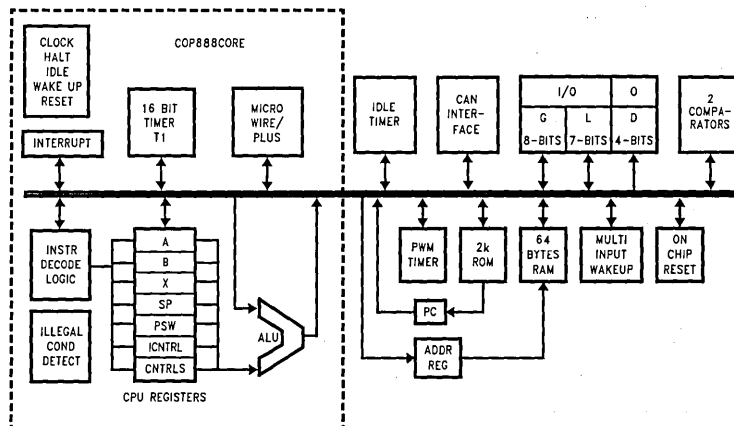 COP888CORE
CLOCK
HALT
IDLE
WAKE UP
RESET
INTERRUPT
16 BIT
TIMER
T1
MICRO
WIRE/
PLUS
IDLE
TIMER
CAN
INTER-
FACE
I/O O
G L D
8-BITS 7-BITS 4-BITS
2
COMPA-
RATORS
INSTR
DECODE
LOGIC
ILLEGAL
COND
DETECT
A
B
X
SP
PSW
ICNTRL
CNTRLS
CPU REGISTERS
ALU
PWM
TIMER
2k
ROM
64
BYTES
RAM
MULTI
INPUT
WAKEUP
ON
CHIP
RESET
PC
ADDR
REG